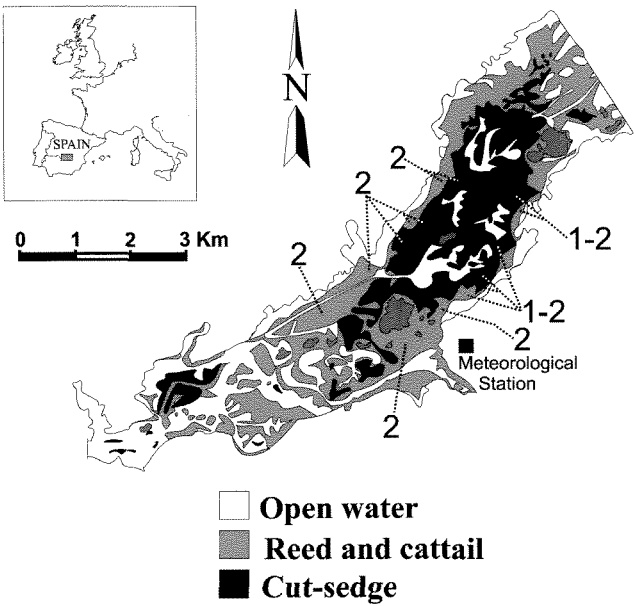 SPAIN
N
0 1 2 3 Km
2
2
2
1-2
1-2
2
2
Meteorological
Station
Open water
Reed and cattail
Cut-sedge